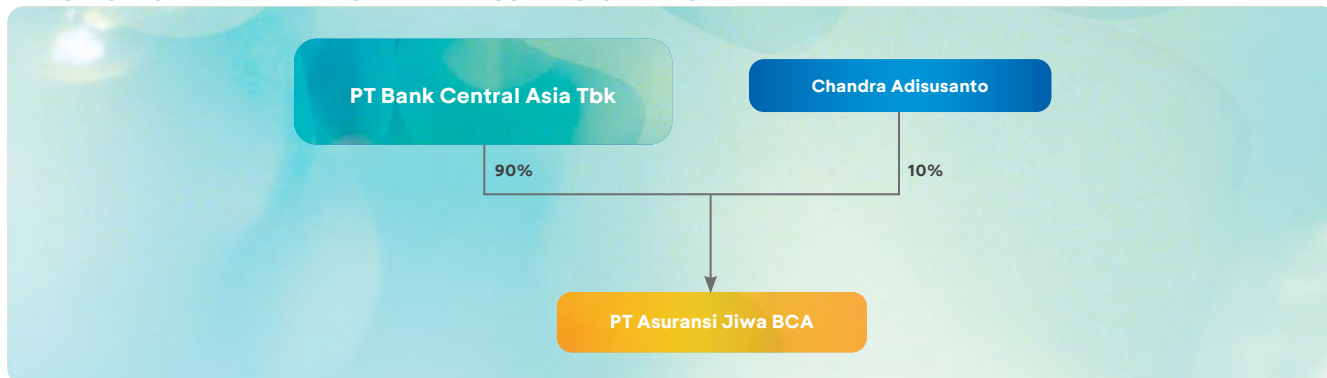 PT Bank Central Asia Tbk
Chandra Adisusanto
90%
10%
PT Asuransi Jiwa BCA